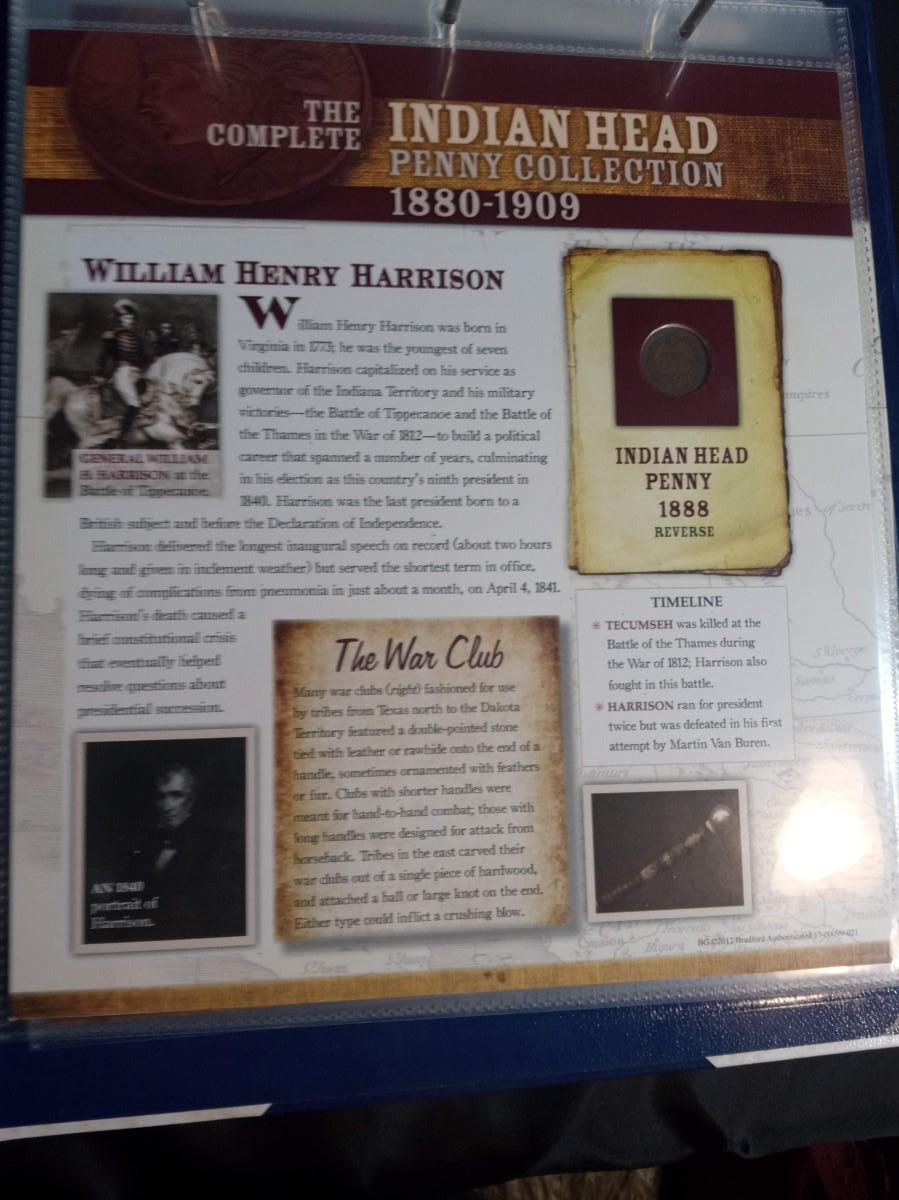 THE
COMPLETE
INDIAN HEAD
PENNY COLLECTION
1880-1909
WILLIAM HENRY HARRISON
William Henry Harrison was born in
Virginia in 1773; he was the youngest of seven
children. Harrison capitalized on his service as
governor of the Indiana Territory and his military
victories—the Battle of Tippecanoe and the Battle of
the Thames in the War of 1812—to build a political
career that spanned a number of years, culminating
in his election as this country's ninth president in
1840. Harrison was the last president born to a
British subject and before the Declaration of Independence.
Harrison delivered the longest inaugural speech on record (about two hours
long and given in inclement weather) but served the shortest term in office,
dying of complications from pneumonia in just about a month, on April 4, 1841.
Harrison's death caused a
brief constitutional crisis
that eventually helped
resolve questions about
presidential succession.
GENERAL WILLIAM
H. HARRISON at the
Battle of Tippecanoe.
INDIAN HEAD
PENNY
1888
REVERSE
TIMELINE
TECUMSEH was killed at the
Battle of the Thames during
the War of 1812; Harrison also
fought in this battle.
HARRISON ran for president
twice but was defeated in his first
attempt by Martin Van Buren.
The War Club
Many war clubs (right) fashioned for use
by tribes from Texas north to the Dakota
Territory featured a double-pointed stone
tied with leather or rawhide onto the end of a
handle, sometimes ornamented with feathers
or fur. Clubs with shorter handles were
meant for hand-to-hand combat; those with
long handles were designed for attack from
horseback. Tribes in the east carved their
war clubs out of a single piece of hardwood,
and attached a ball or large knot on the end.
Either type could inflict a crushing blow.
AN 1840
portrait of
Harrison.
BG ©2012 Bradford Authenticated